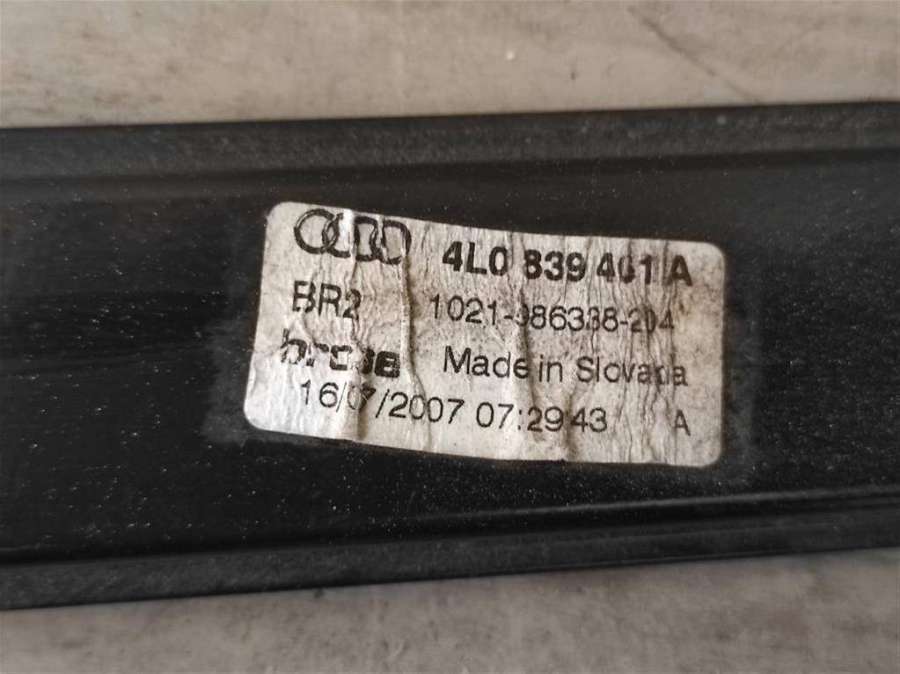 4L0 839 461 A
BR2 1021-986338-204
brose Made in Slovakia
16/07/2007 07:29 43 A